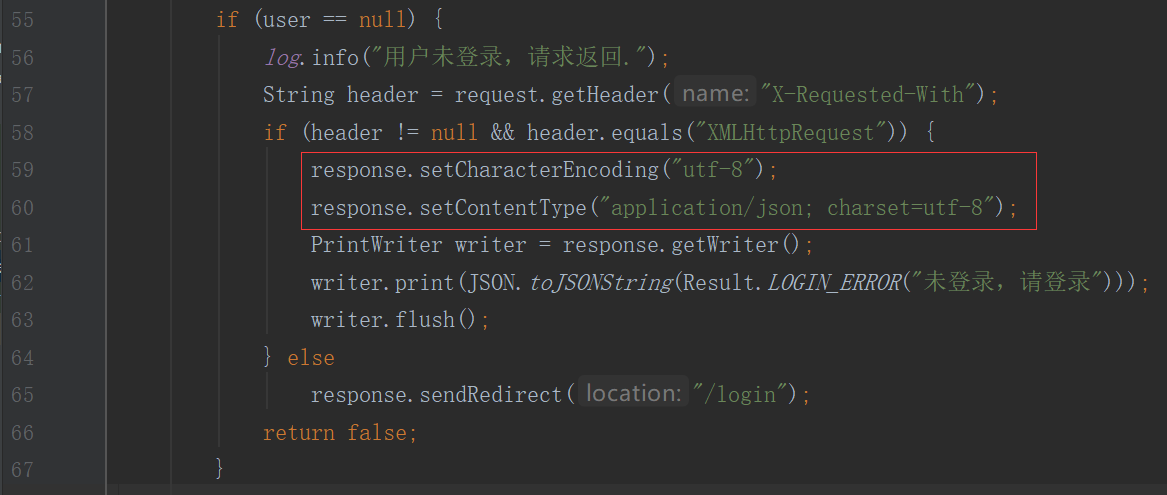 55 if (user == null) {
56 log.info("用户未登录，请求返回.");
57 String header = request.getHeader( name: "X-Requested-With");
58 if (header != null && header.equals("XMLHttpRequest")) {
59 response.setCharacterEncoding("utf-8");
60 response.setContentType("application/json; charset=utf-8");
61 PrintWriter writer = response.getWriter();
62 writer.print(JSON.toJSONString(Result.LOGIN_ERROR("未登录，请登录")));
63 writer.flush();
64 } else
65 response.sendRedirect( location: "/login");
66 return false;
67 }